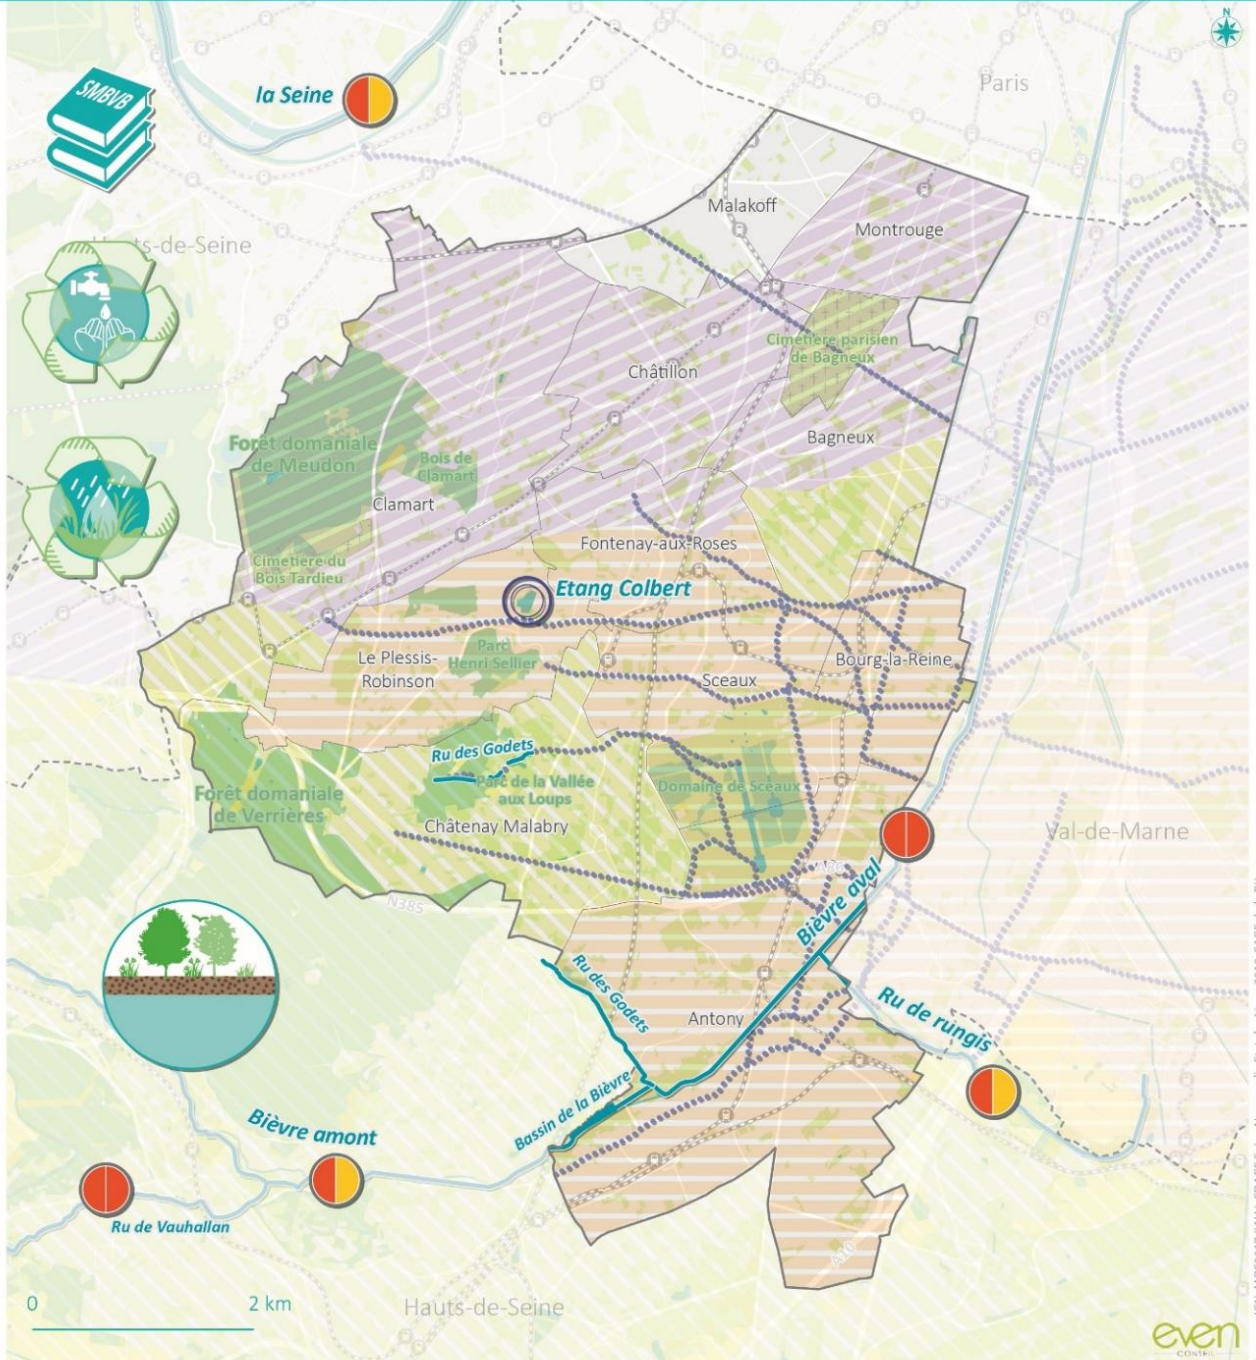 N
Paris
la Seine
SMBVB
Malakoff
Montrouge
Hauts-de-Seine
Cimetière parisien
de Bagneux
Châtillon
Bagneux
Forêt domaniale
de Meudon
Bois de
Clamart
Clamart
Fontenay-aux-Roses
Cimetière du
Bois Tardieu
Etang Colbert
Le Plessis-
Robinson
Parc
Henri Sellier
Sceaux
Bourg-la-Reine
Ru des Godets
Parc de la Vallée
aux Loups
Domaine de Sceaux
Forêt domaniale
de Verrières
Châtenay Malabry
Val-de-Marne
A86
N385
Bièvre aval
Ru des Godets
Antony
Ru de rungis
Bassin de la Bièvre
Bièvre amont
Ru de Vauhallan
A10
0
2 km
Hauts-de-Seine
even
CONSEIL